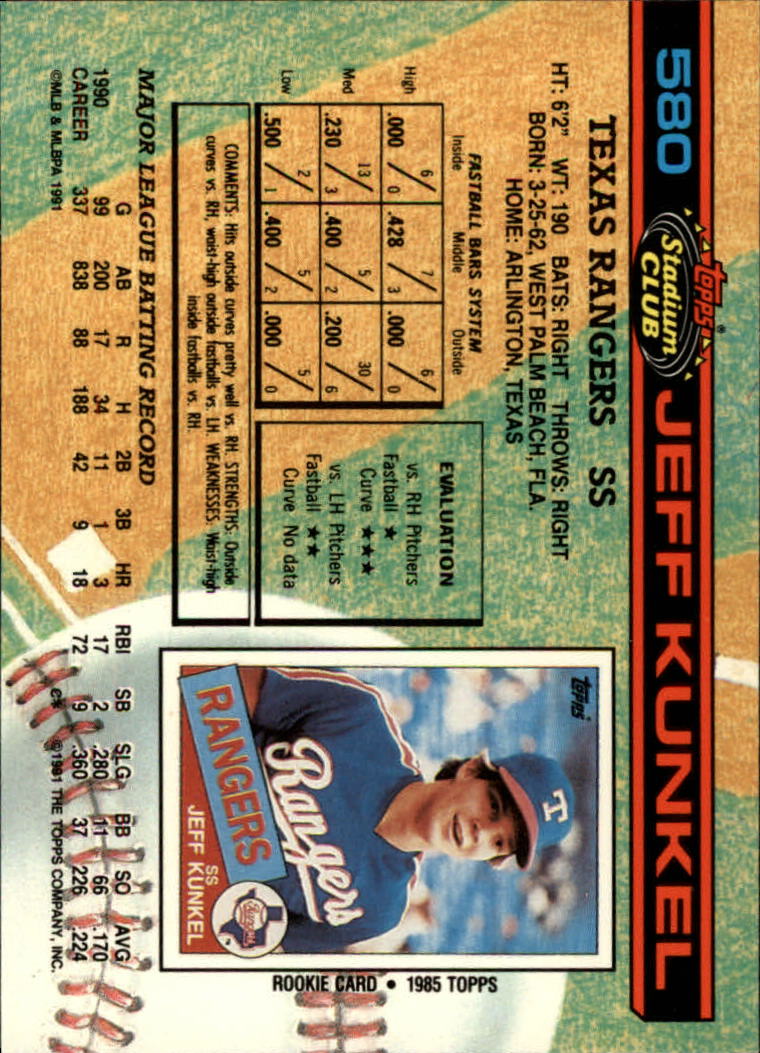 580
Topps®
Stadium
CLUB
JEFF KUNKEL
TEXAS RANGERS SS
HT: 6'2" WT: 190 BATS: RIGHT THROWS: RIGHT
BORN: 3-25-62, WEST PALM BEACH, FLA.
HOME: ARLINGTON, TEXAS
FASTBALL BARS SYSTEM
Inside Middle Outside
High .000 6/0 .428 7/3 .000 6/0
Med .230 13/3 .400 5/2 .200 30/6
Low .500 2/1 .400 5/2 .000 5/0
EVALUATION
vs. RH Pitchers
Fastball ★
Curve ★★★
vs. LH Pitchers
Fastball ★★
Curve No data
COMMENTS: Hits outside curves pretty well vs. RH. STRENGTHS: Outside
curves vs. RH, waist-high outside fastballs vs. LH. WEAKNESSES: Waist-high
inside fastballs vs. RH.
Topps
Rangers
T
RANGERS
SS
JEFF KUNKEL
Rangers
ROOKIE CARD • 1985 TOPPS
MAJOR LEAGUE BATTING RECORD
G AB R H 2B 3B HR RBI SB SLG BB SO AVG
1990 99 200 17 34 11 1 3 17 2 .280 11 66 .170
CAREER 337 838 88 188 42 9 18 72 9 .360 37 226 .224
©MLB & MLBPA 1991 e* ©1991 THE TOPPS COMPANY, INC.